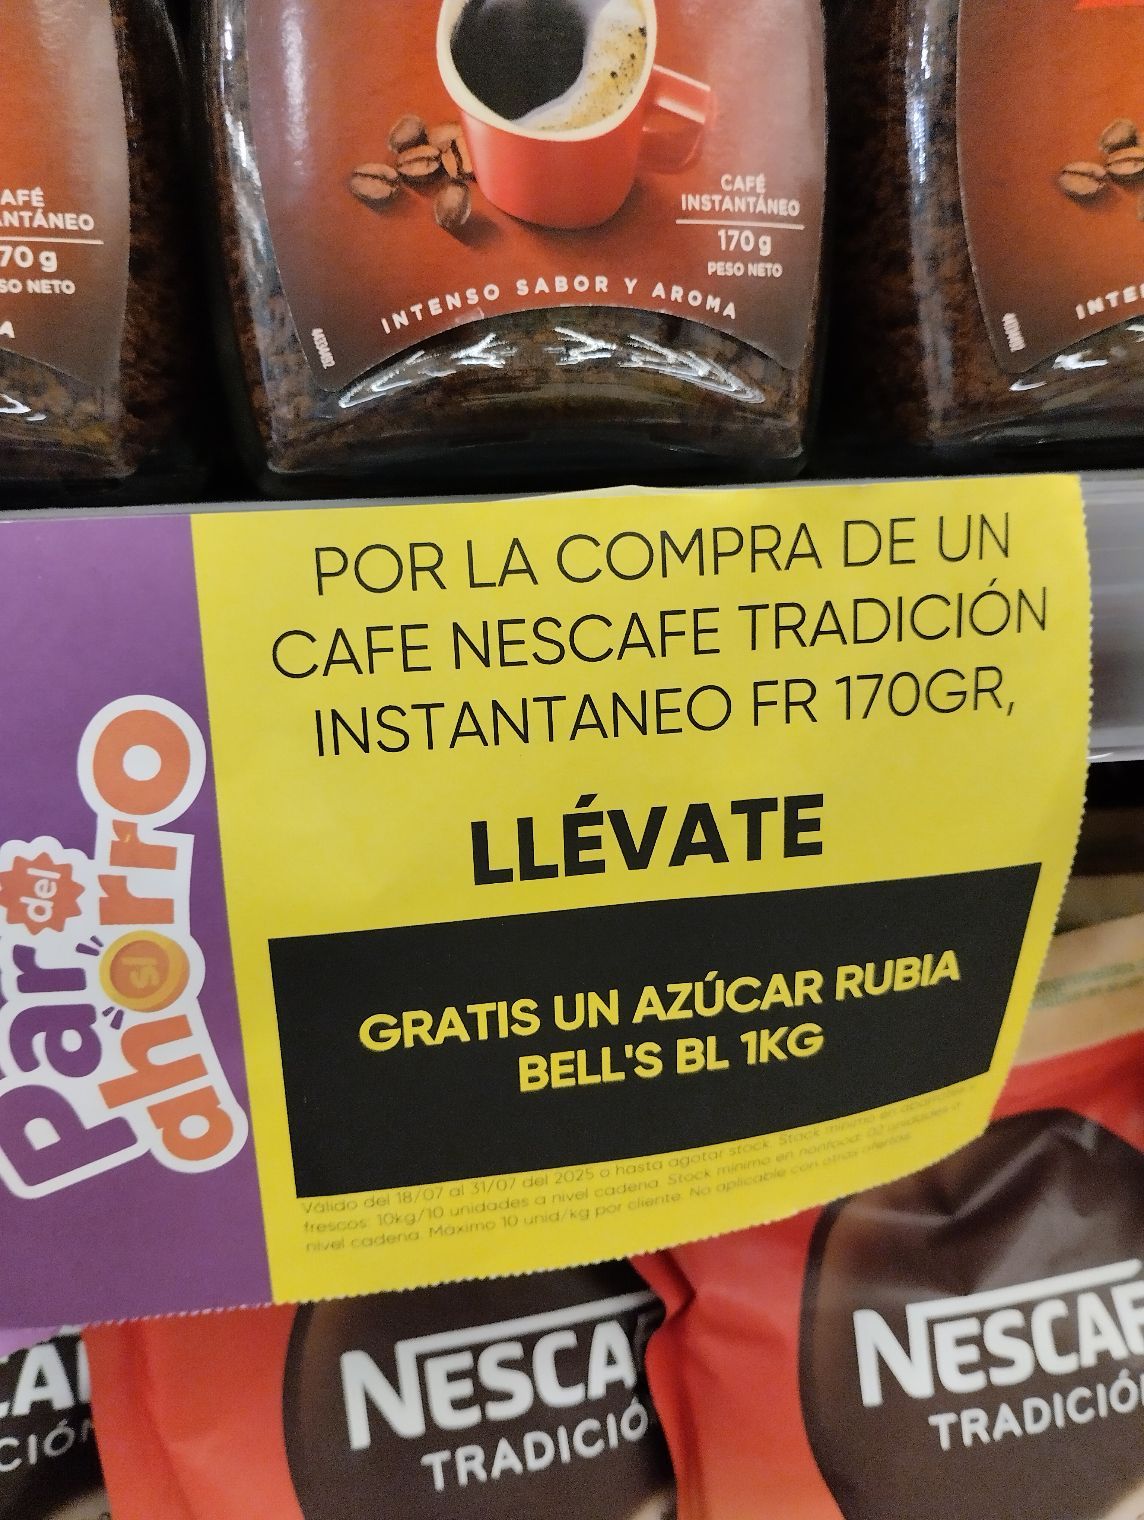 AFÉ
ANTÁNEO
70 g
SO NETO
A
CAFÉ
INSTANTÁNEO
170 g
PESO NETO
INTENSO SABOR Y AROMA
INTE
POR LA COMPRA DE UN
CAFE NESCAFE TRADICIÓN
INSTANTANEO FR 170GR,
LLÉVATE
GRATIS UN AZÚCAR RUBIA
BELL'S BL 1KG
Válido del 18/07 al 31/07 del 2025 o hasta agotar stock. Stock mínimo en
frescos: 10kg/10 unidades a nivel cadena. Stock mínimo en nonfood: 00 unidades a
nivel cadena. Máximo 10 unid/kg por cliente. No aplicable con otras ofertas.
Par del
ahorro
sí
CA
CIÓN
NESCA
TRADICIÓ
NESCAF
TRADICIÓ